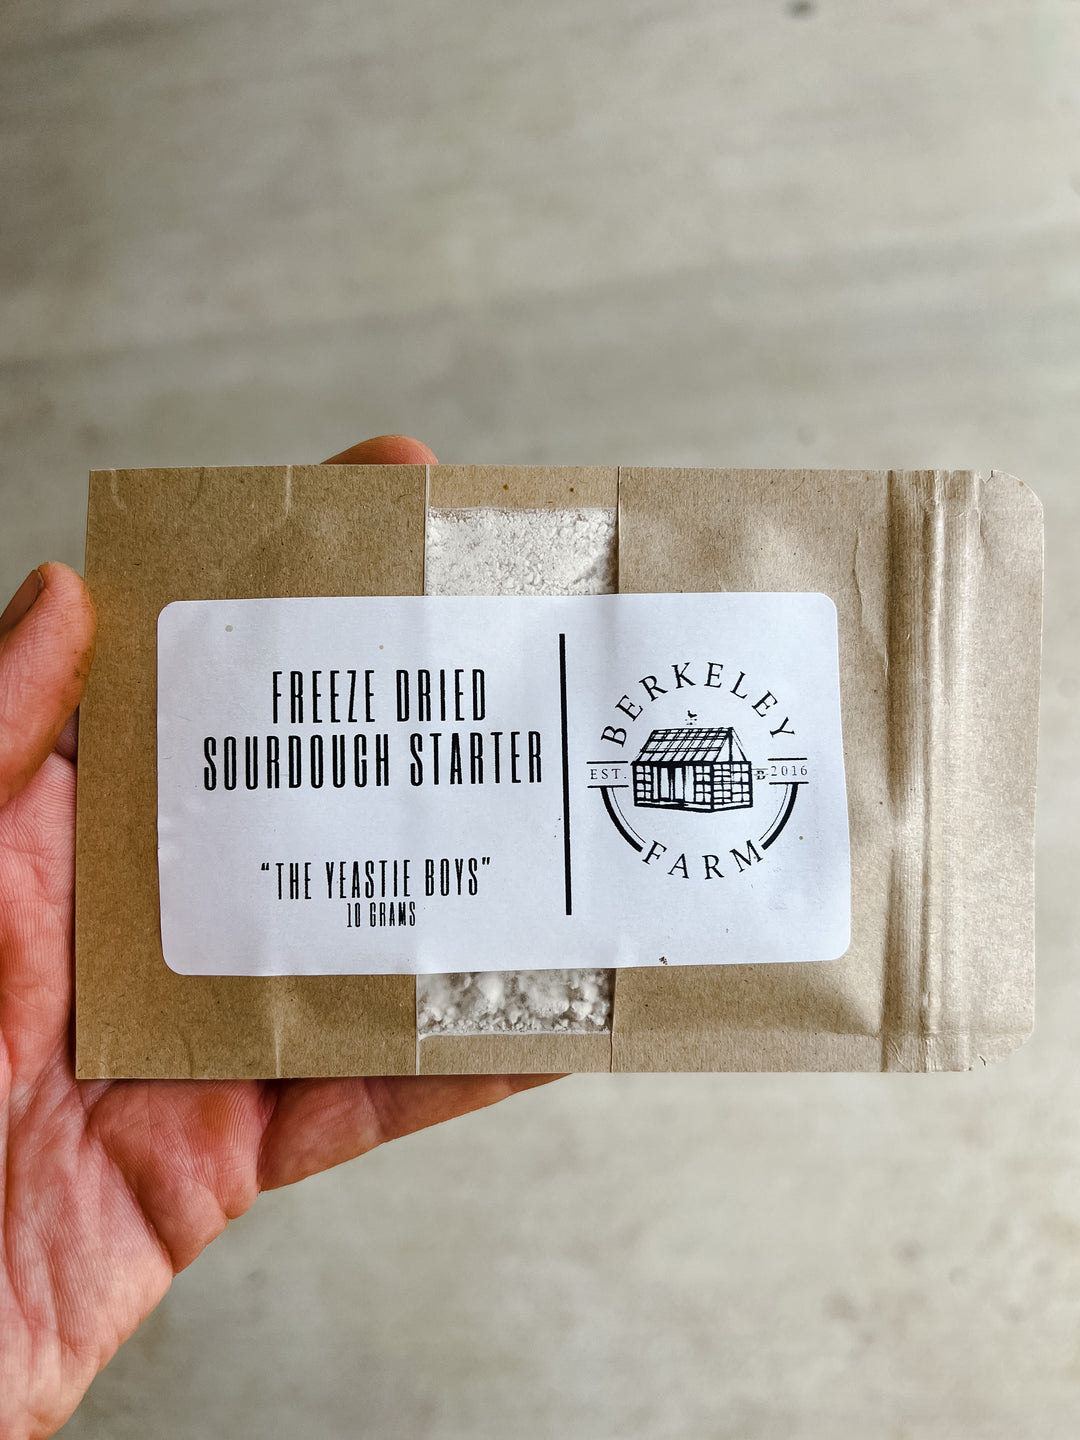 FREEZE DRIED
SOURDOUGH STARTER
"THE YEASTIE BOYS"
10 GRAMS
BERKELEY
EST. 2016
FARM